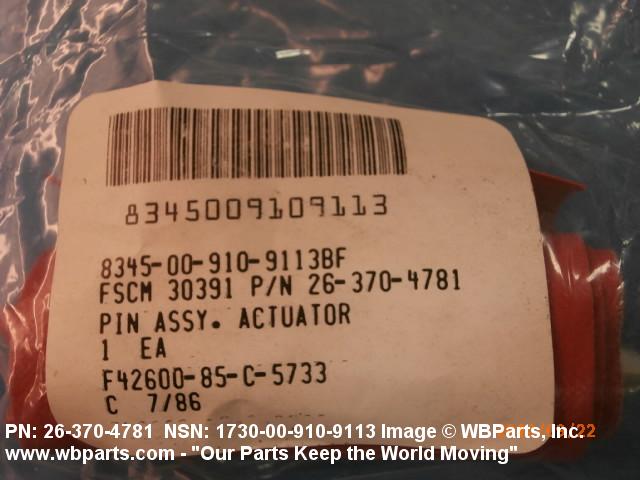 8345009109113
8345-00-910-9113BF
FSCM 30391 P/N 26-370-4781
PIN ASSY. ACTUATOR
1 EA
F42600-85-C-5733
C 7/86
PN: 26-370-4781 NSN: 1730-00-910-9113 Image © WBParts, Inc.
www.wbparts.com - "Our Parts Keep the World Moving"